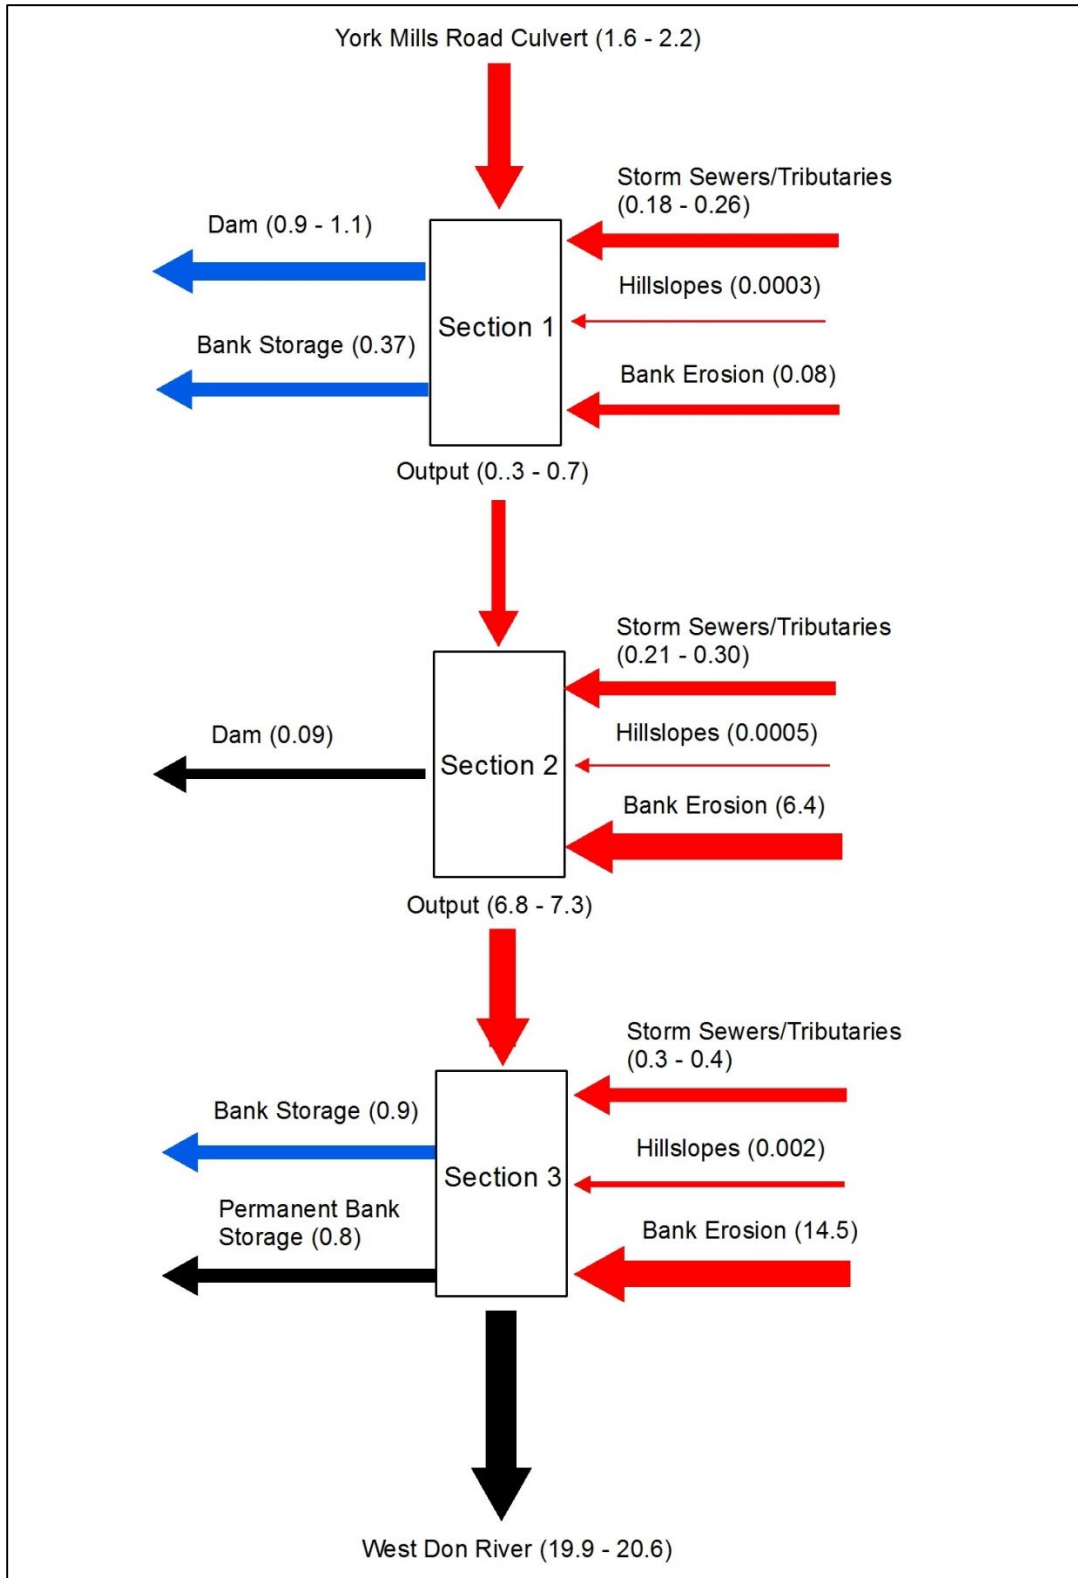 York Mills Road Culvert (1.6 - 2.2)
Storm Sewers/Tributaries
(0.18 - 0.26)
Dam (0.9 - 1.1)
Hillslopes (0.0003)
Section 1
Bank Storage (0.37)
Bank Erosion (0.08)
Output (0..3 - 0.7)
Storm Sewers/Tributaries
(0.21 - 0.30)
Dam (0.09)
Hillslopes (0.0005)
Section 2
Bank Erosion (6.4)
Output (6.8 - 7.3)
Storm Sewers/Tributaries
(0.3 - 0.4)
Bank Storage (0.9)
Hillslopes (0.002)
Section 3
Permanent Bank
Storage (0.8)
Bank Erosion (14.5)
West Don River (19.9 - 20.6)